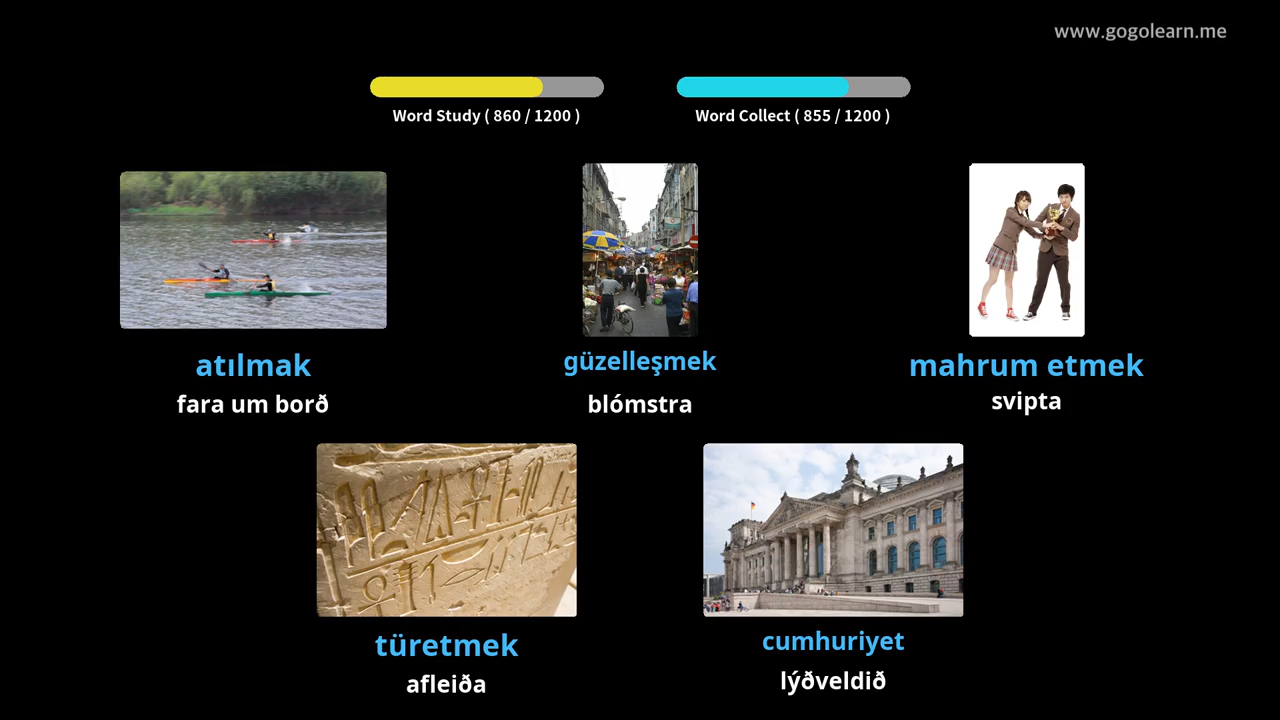 www.gogolearn.me
Word Study ( 860 / 1200 )
Word Collect ( 855 / 1200 )
atılmak
fara um borð
güzelleşmek
blómstra
mahrum etmek
svipta
türetmek
afleiða
cumhuriyet
lýðveldið